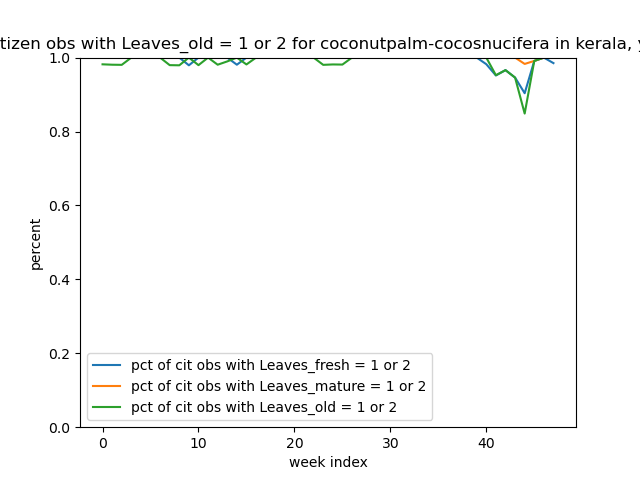 tizen obs with Leaves_old = 1 or 2 for coconutpalm-cocosnucifera in kerala,
1.0
0.8
0.6
0.4
0.2
0.0
percent
pct of cit obs with Leaves_fresh = 1 or 2
pct of cit obs with Leaves_mature = 1 or 2
pct of cit obs with Leaves_old = 1 or 2
0 10 20 30 40
week index